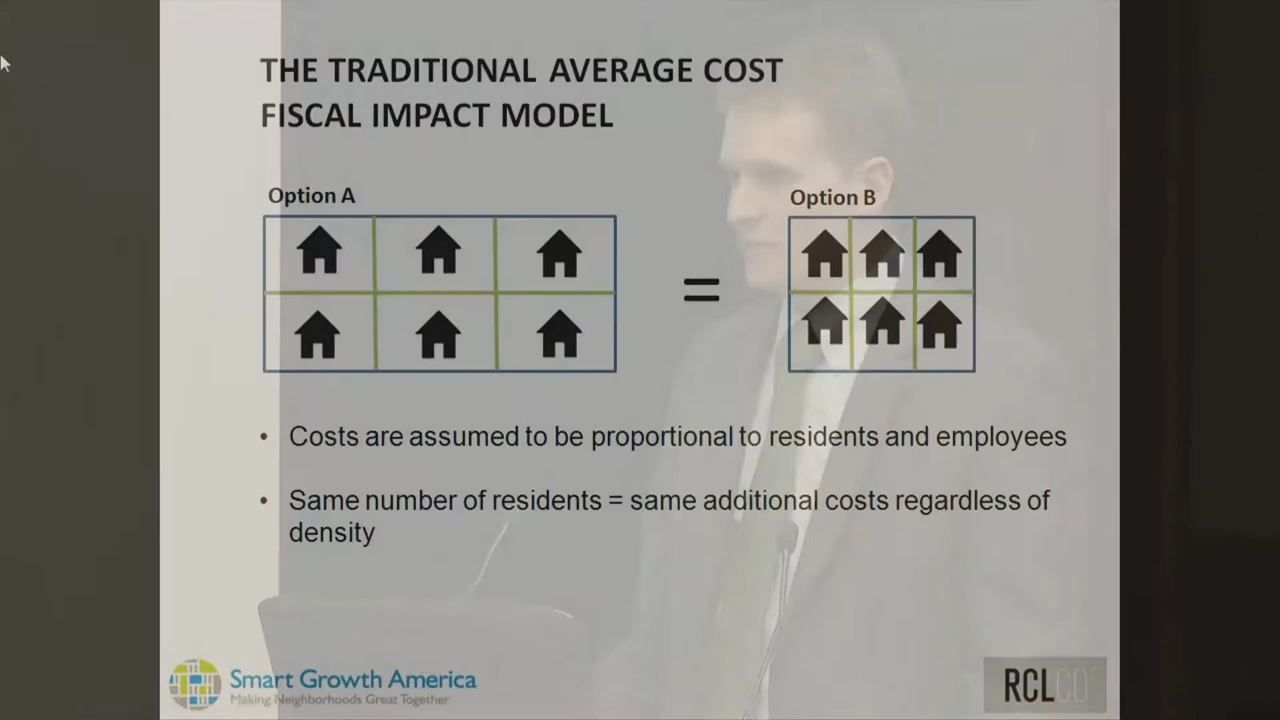 THE TRADITIONAL AVERAGE COST
FISCAL IMPACT MODEL
Option A
Option B
=
• Costs are assumed to be proportional to residents and employees
• Same number of residents = same additional costs regardless of
density
Smart Growth America
Making Neighborhoods Great Together
RCLCO